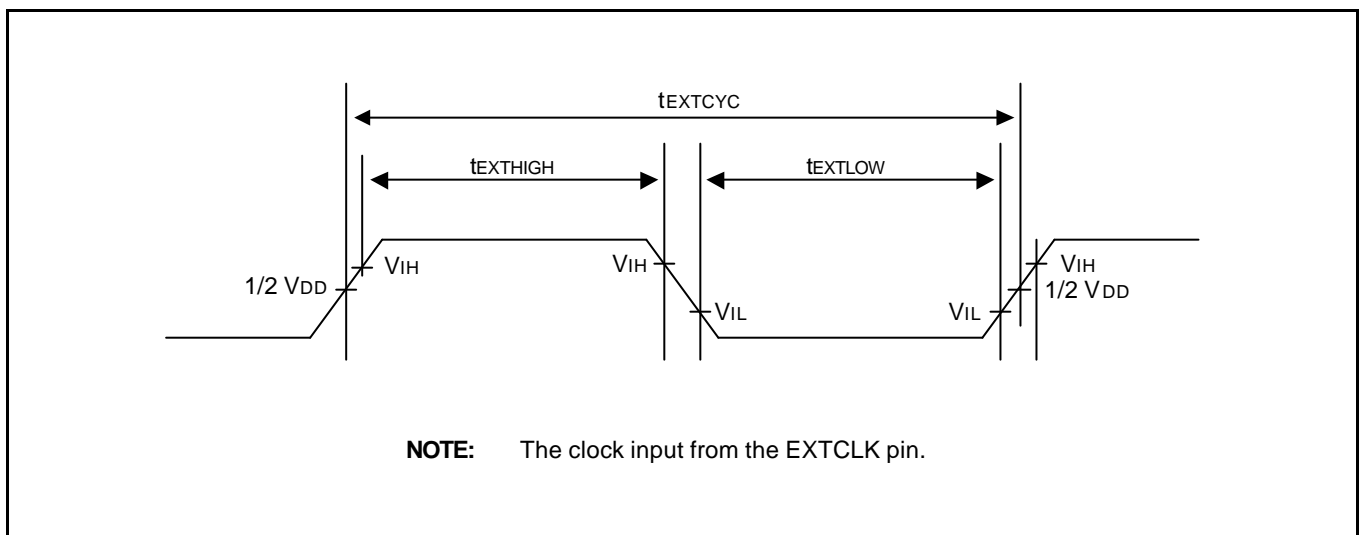 tEXTCYC
tEXTHIGH
tEXTLOW
VIH
VIH
VIH
1/2 VDD
1/2 VDD
VIL
VIL
NOTE: The clock input from the EXTCLK pin.